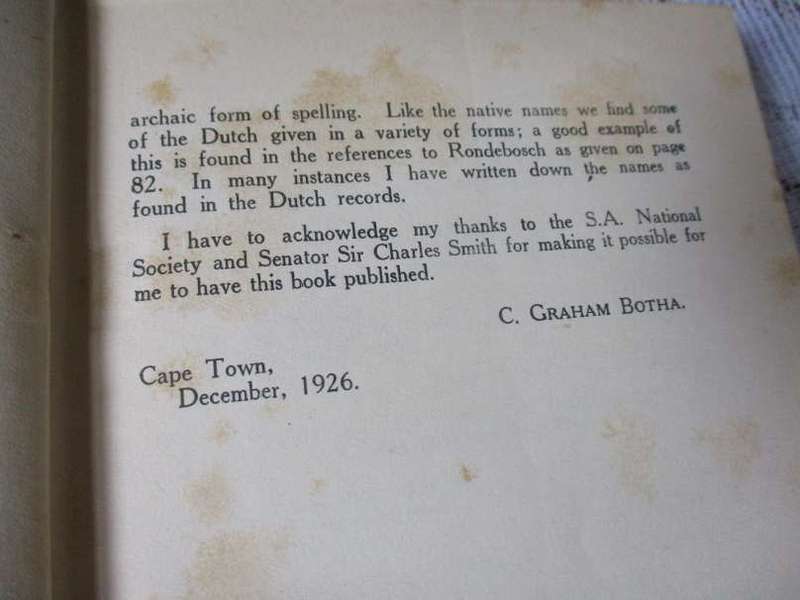 archaic form of spelling. Like the native names we find some
of the Dutch given in a variety of forms; a good example of
this is found in the references to Rondebosch as given on page
82. In many instances I have written down the names as
found in the Dutch records.
I have to acknowledge my thanks to the S.A. National
Society and Senator Sir Charles Smith for making it possible for
me to have this book published.
C. GRAHAM BOTHA.
Cape Town,
December, 1926.